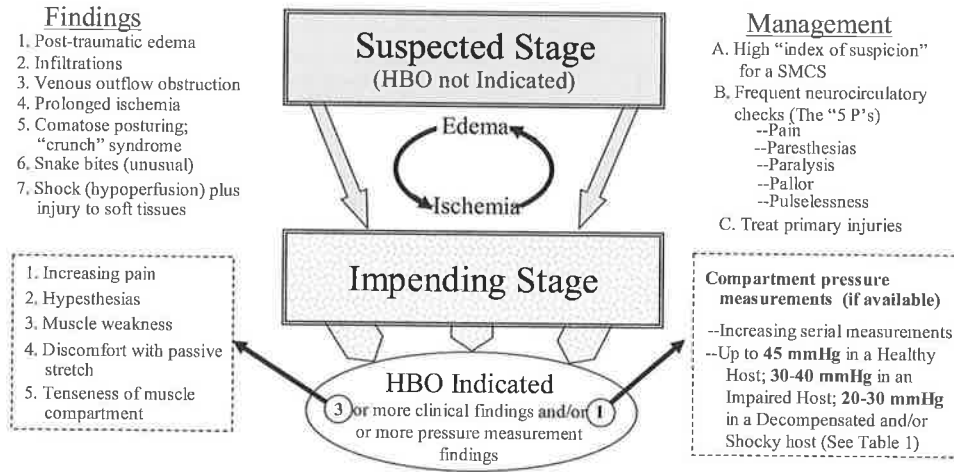 Findings
1. Post-traumatic edema
2. Infiltrations
3. Venous outflow obstruction
4. Prolonged ischemia
5. Comatose posturing;
"crunch" syndrome
6. Snake bites (unusual)
7. Shock (hypoperfusion) plus
injury to soft tissues
Suspected Stage
(HBO not Indicated)
Edema
Ischemia
Management
A. High "index of suspicion"
for a SMCS
B. Frequent neurocirculatory
checks (The "5 P's)
--Pain
--Paresthesias
--Paralysis
--Pallor
--Pulselessness
C. Treat primary injuries
Impending Stage
1. Increasing pain
2. Hypesthesias
3. Muscle weakness
4. Discomfort with passive
stretch
5. Tenseness of muscle
compartment
HBO Indicated
3 or more clinical findings and/or 1
or more pressure measurement
findings
Compartment pressure
measurements (if available)
--Increasing serial measurements
--Up to 45 mmHg in a Healthy
Host; 30-40 mmHg in an
Impaired Host; 20-30 mmHg
in a Decompensated and/or
Shocky host (See Table 1)